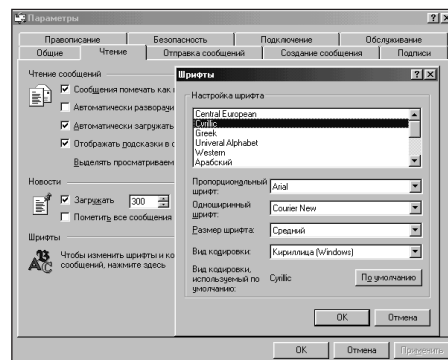 Параметры
Правописание Безопасность Подключение Обслуживание
Общие Чтение Отправка сообщений Создание сообщения Подписи
Чтение сообщений
Сообщения помечать как
Автоматически разворачи
Автоматически загружать
Отображать подсказки в
Выделять просматриваем
Новости
Загружать 300
Пометить все сообщения
Шрифты
Чтобы изменить шрифты и ко
сообщений, нажмите здесь
Шрифты
Настройка шрифта
Central European
Cyrillic
Greek
Univeral Alphabet
Western
Арабский
Пропорциональный
шрифт:
Arial
Одноширинный
шрифт:
Courier New
Размер шрифта: Средний
Вид кодировки: Кириллица (Windows)
Вид кодировки,
используемый по
умолчанию:
Cyrillic По умолчанию
OK Отмена
OK Отмена Применить